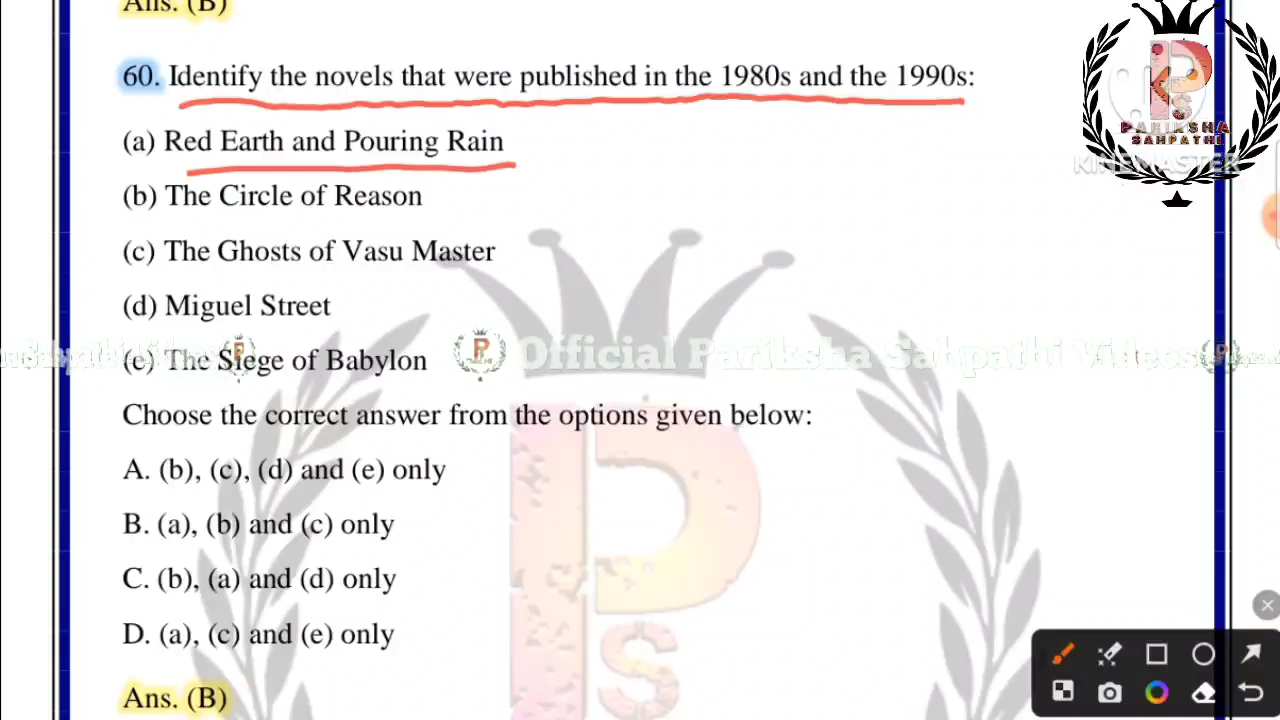 Ans. (B)
60. Identify the novels that were published in the 1980s and the 1990s:
(a) Red Earth and Pouring Rain
(b) The Circle of Reason
(c) The Ghosts of Vasu Master
(d) Miguel Street
(e) The Siege of Babylon
Official Pariksha Sahpathi Videos
Choose the correct answer from the options given below:
A. (b), (c), (d) and (e) only
B. (a), (b) and (c) only
C. (b), (a) and (d) only
D. (a), (c) and (e) only
Ans. (B)
PARIKSHA
SAHPATHI
KINEMASTER